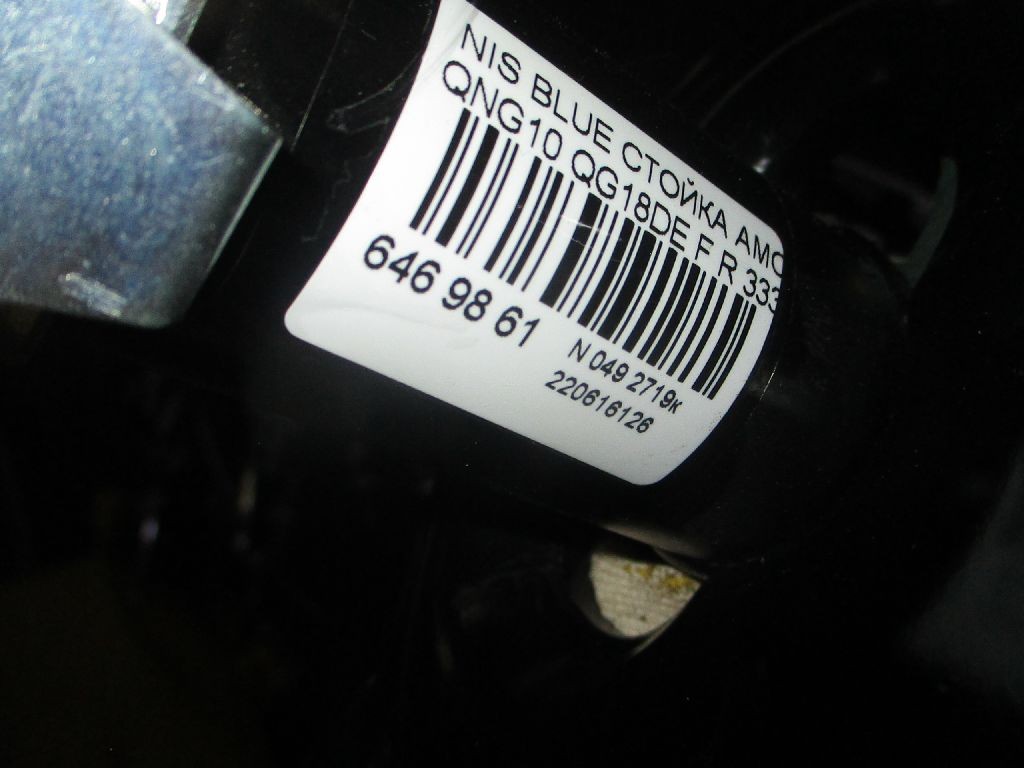 NIS BLUE СТОЙКА АМО
QNG10 QG18DE F R 333
646 98 61
N 049 2719к
220616126